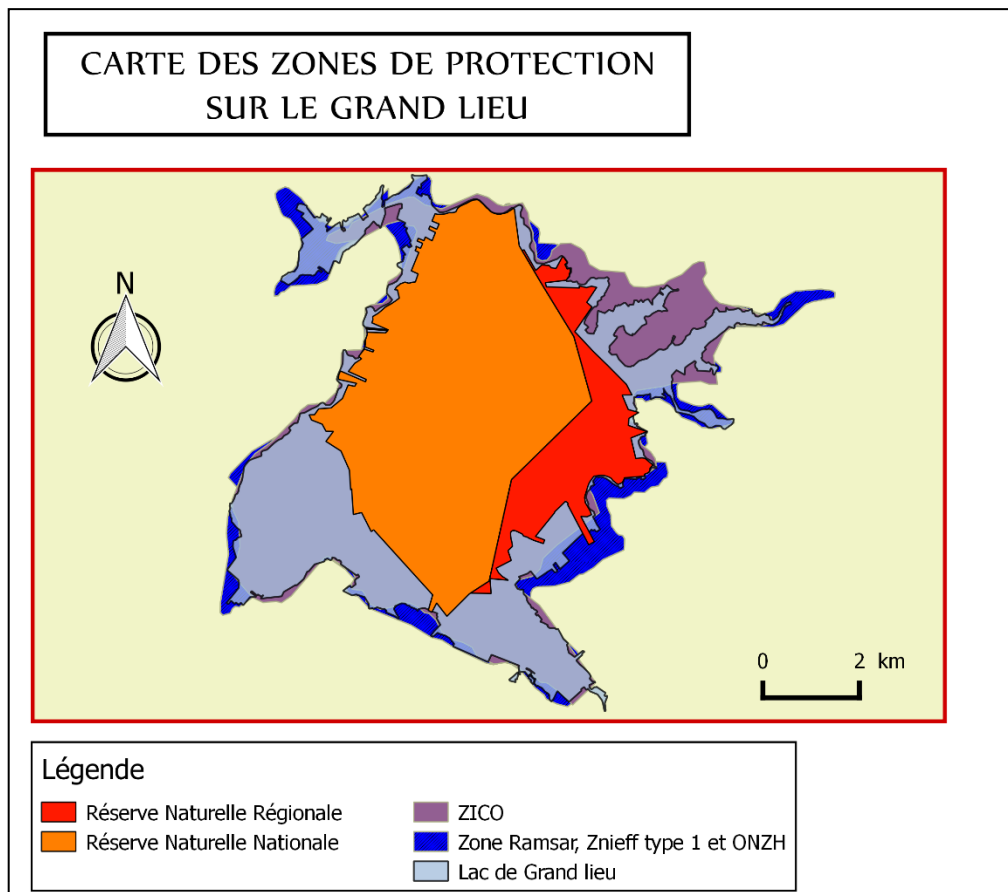 CARTE DES ZONES DE PROTECTION
SUR LE GRAND LIEU
N
0 2 km
Légende
Réserve Naturelle Régionale
Réserve Naturelle Nationale
ZICO
Zone Ramsar, Znieff type 1 et ONZH
Lac de Grand lieu